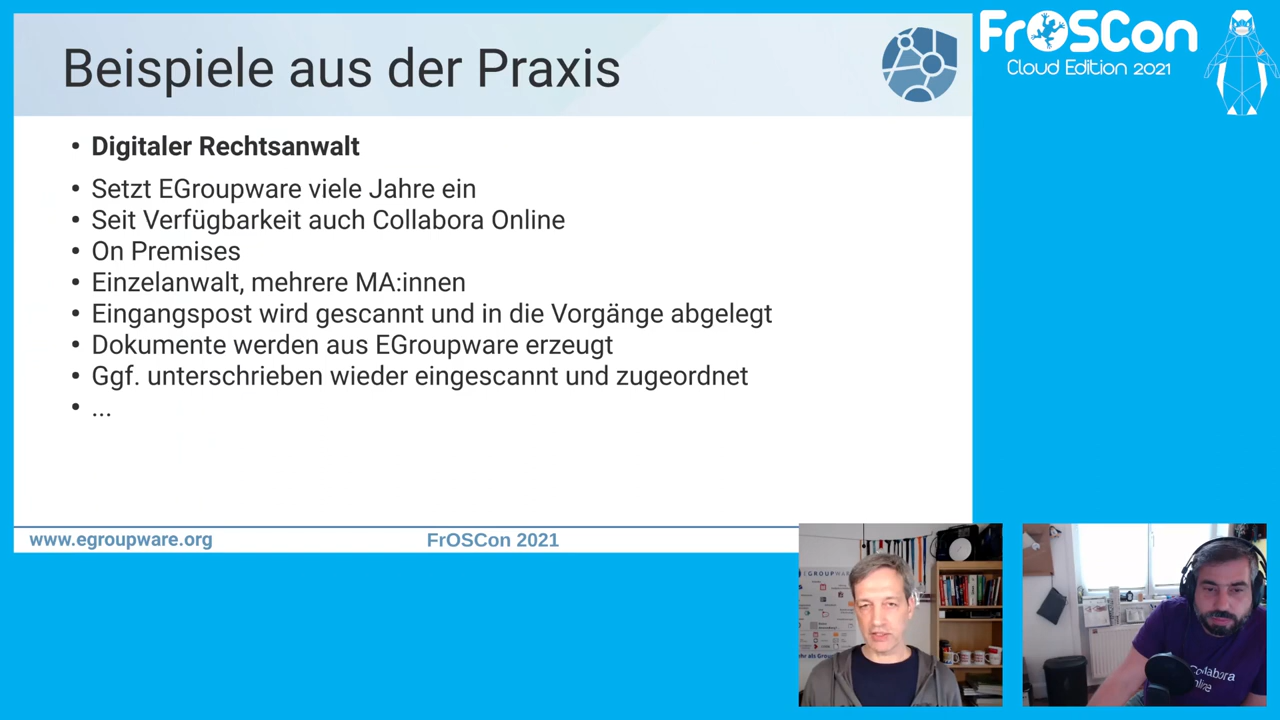 Beispiele aus der Praxis
FrOSCon
Cloud Edition 2021
• Digitaler Rechtsanwalt
• Setzt EGroupware viele Jahre ein
• Seit Verfügbarkeit auch Collabora Online
• On Premises
• Einzelanwalt, mehrere MA:innen
• Eingangspost wird gescannt und in die Vorgänge abgelegt
• Dokumente werden aus EGroupware erzeugt
• Ggf. unterschrieben wieder eingescannt und zugeordnet
• ...
www.egroupware.org
FrOSCon 2021